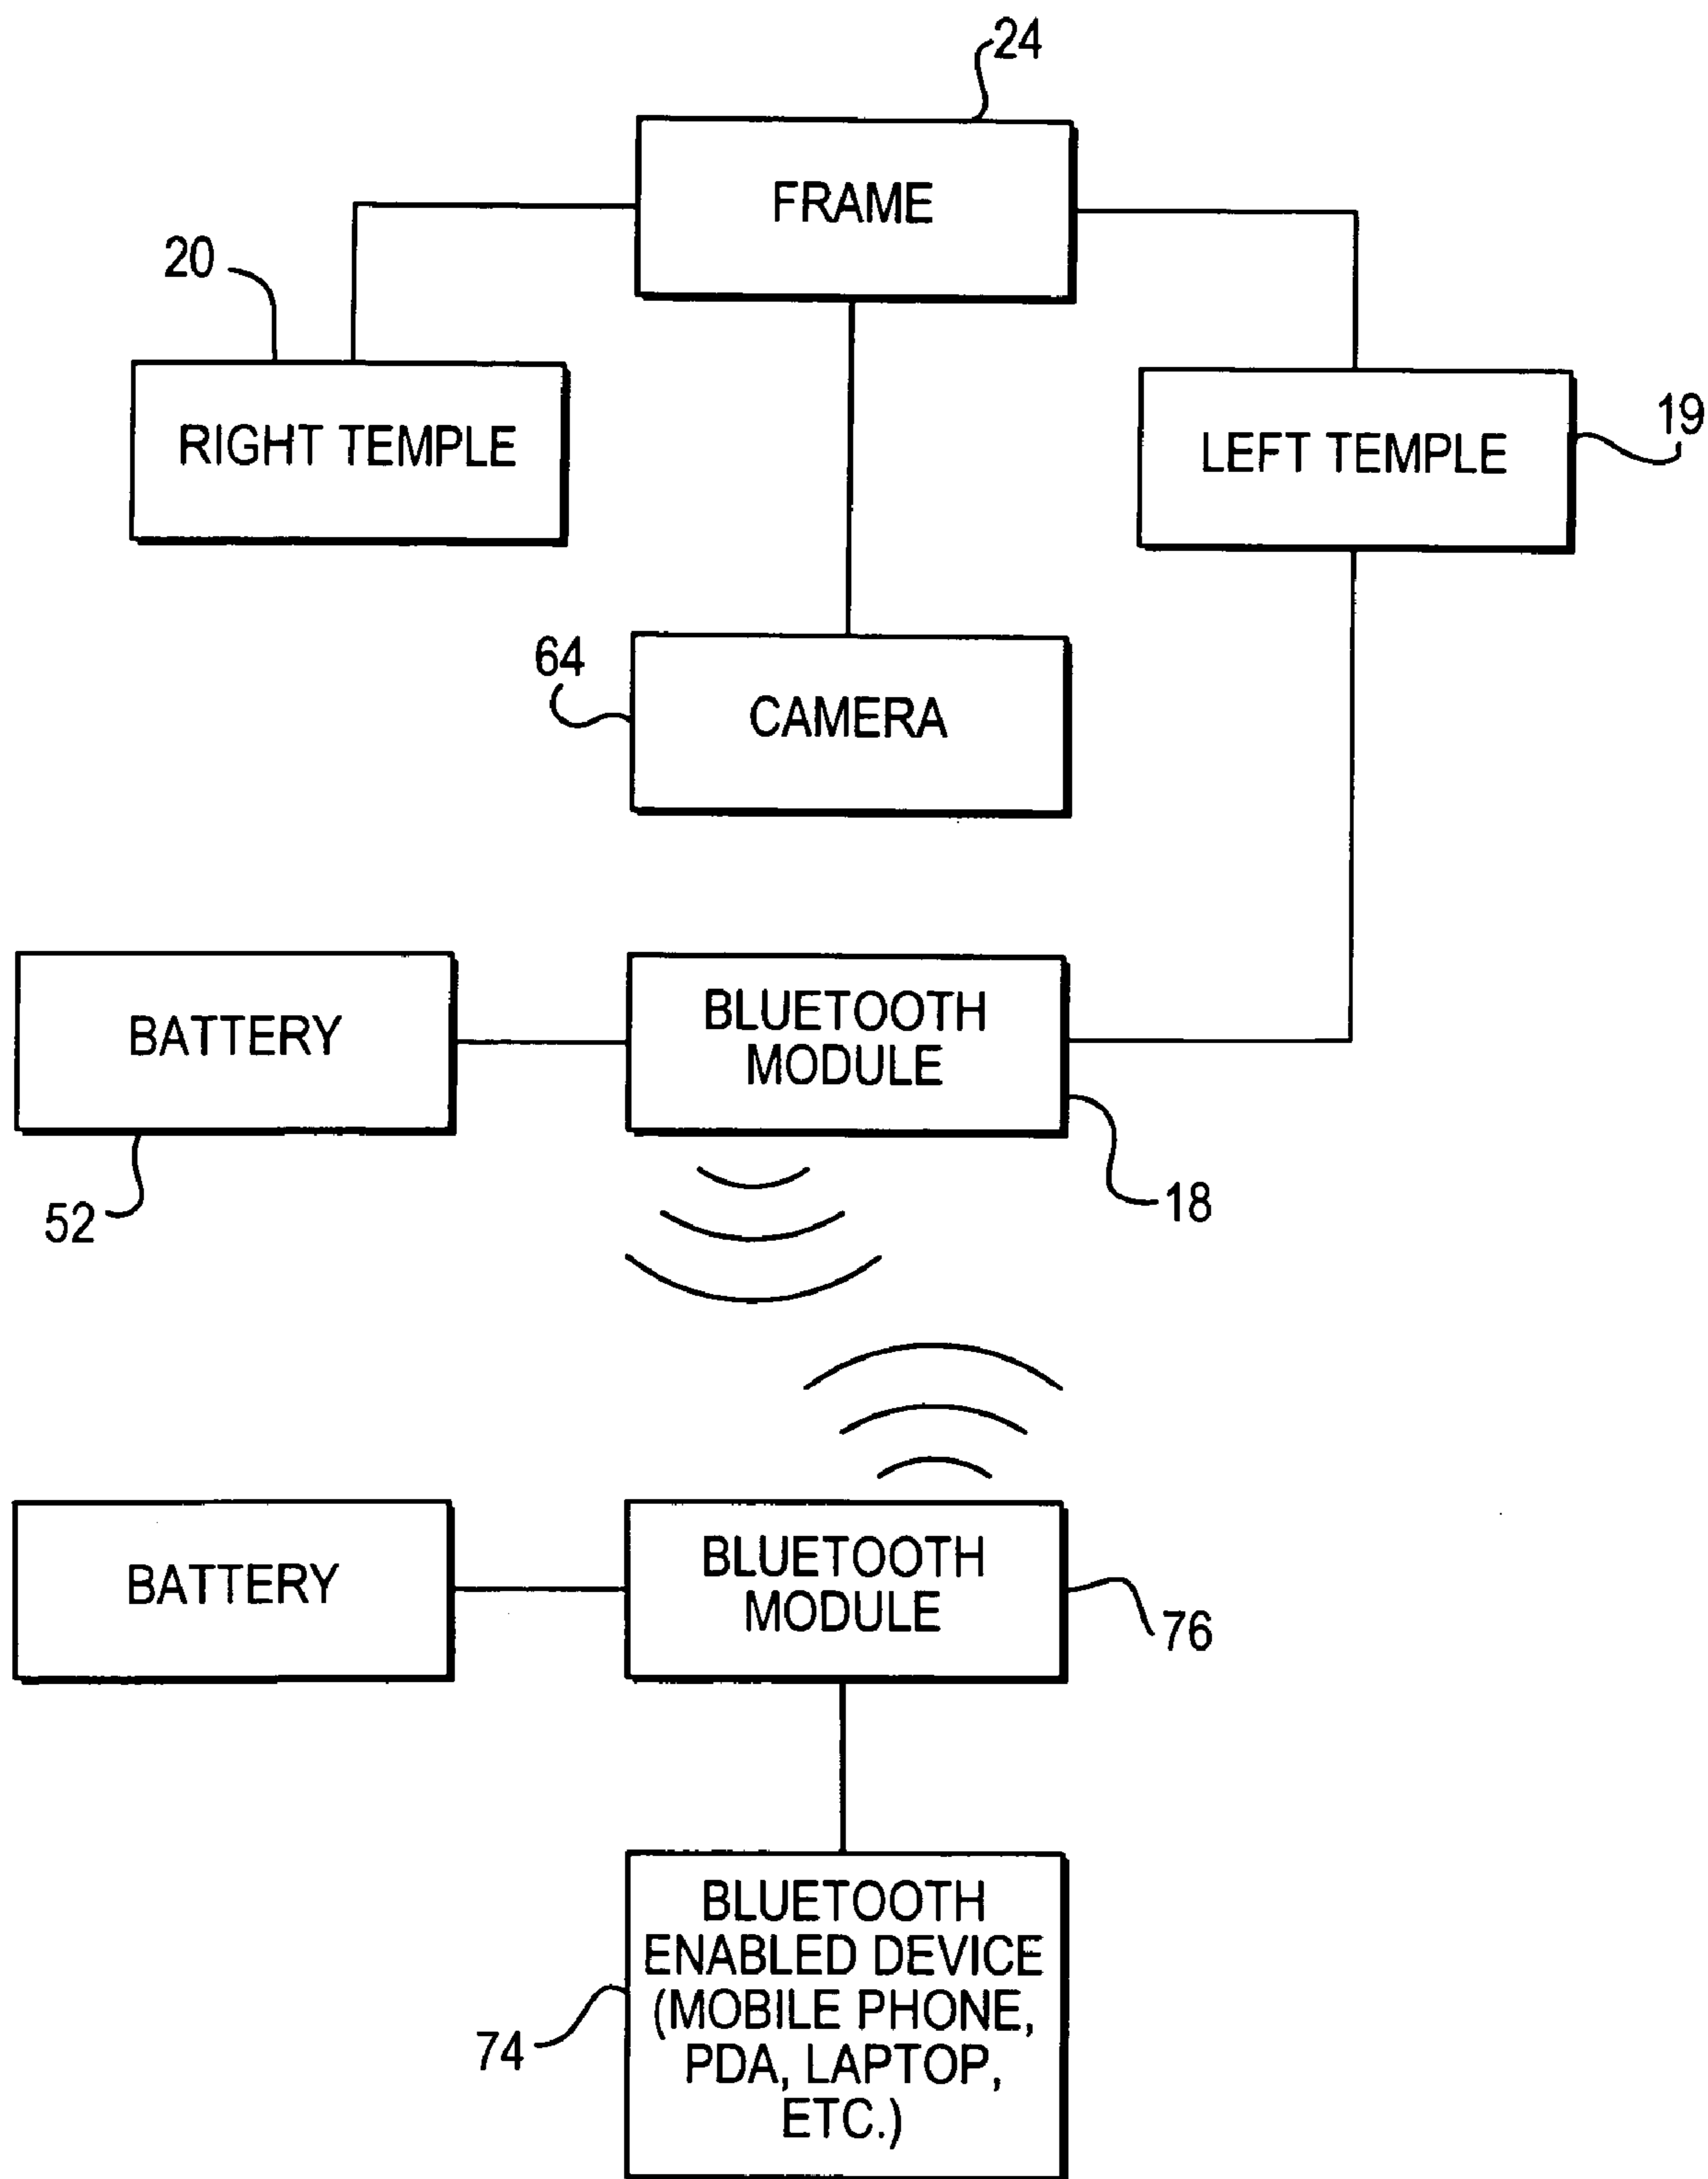 24
FRAME
20
RIGHT TEMPLE
LEFT TEMPLE
19
64
CAMERA
BATTERY
BLUETOOTH
MODULE
52
18
BATTERY
BLUETOOTH
MODULE
76
BLUETOOTH
ENABLED DEVICE
(MOBILE PHONE,
PDA, LAPTOP,
ETC.)
74